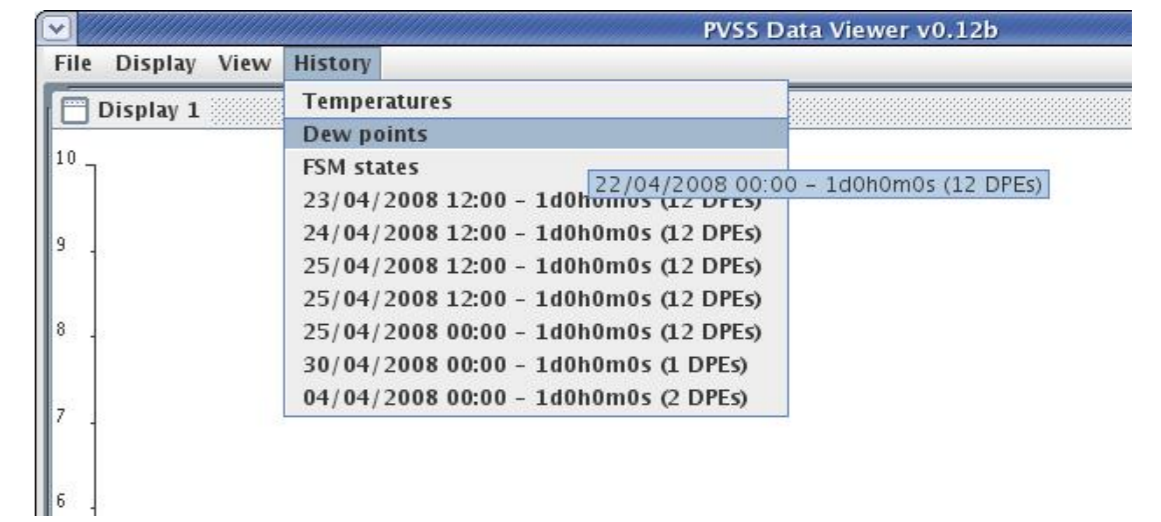 PVSS Data Viewer v0.12b
File Display View History
Display 1
Temperatures
Dew points
FSM states
22/04/2008 00:00 - 1d0h0m0s (12 DPEs)
23/04/2008 12:00 - 1d0h0m0s (12 DPEs)
24/04/2008 12:00 - 1d0h0m0s (12 DPEs)
25/04/2008 12:00 - 1d0h0m0s (12 DPEs)
25/04/2008 12:00 - 1d0h0m0s (12 DPEs)
25/04/2008 00:00 - 1d0h0m0s (12 DPEs)
30/04/2008 00:00 - 1d0h0m0s (1 DPEs)
04/04/2008 00:00 - 1d0h0m0s (2 DPEs)
10
9
8
7
6